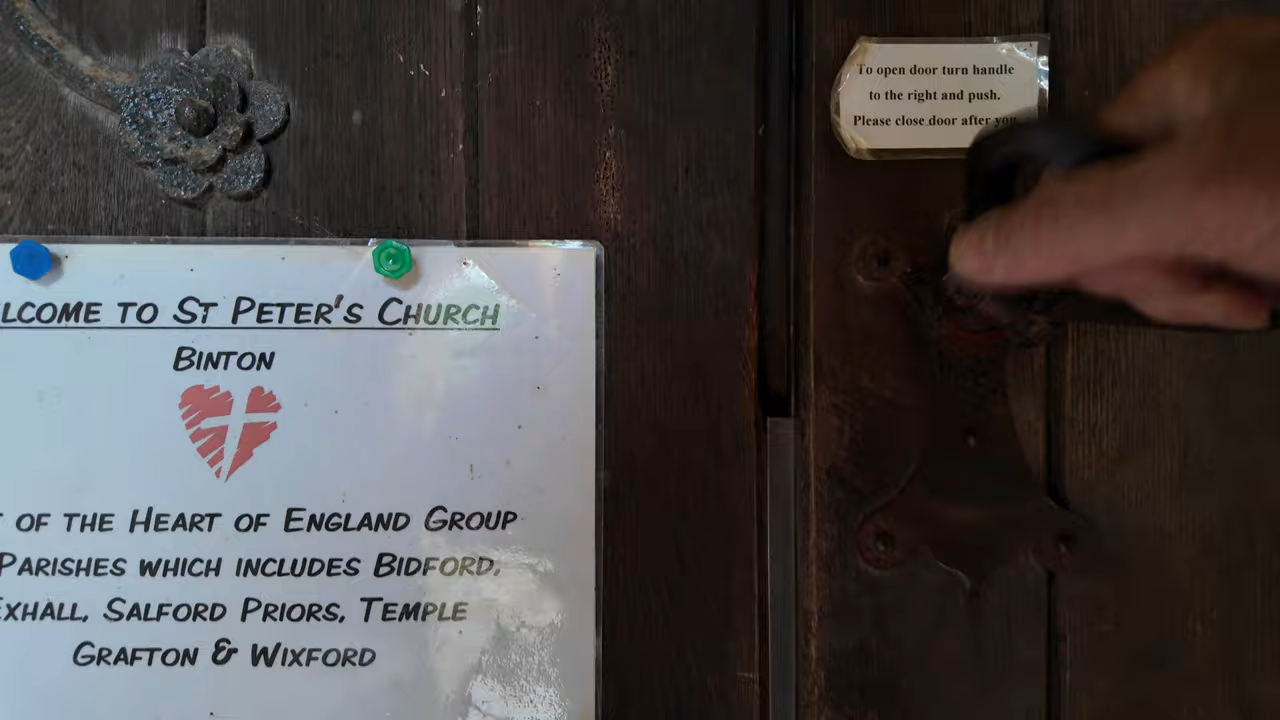 To open door turn handle
to the right and push.
Please close door after you
LCOME TO ST PETER'S CHURCH
BINTON
OF THE HEART OF ENGLAND GROUP
PARISHES WHICH INCLUDES BIDFORD,
EXHALL, SALFORD PRIORS, TEMPLE
GRAFTON & WIXFORD